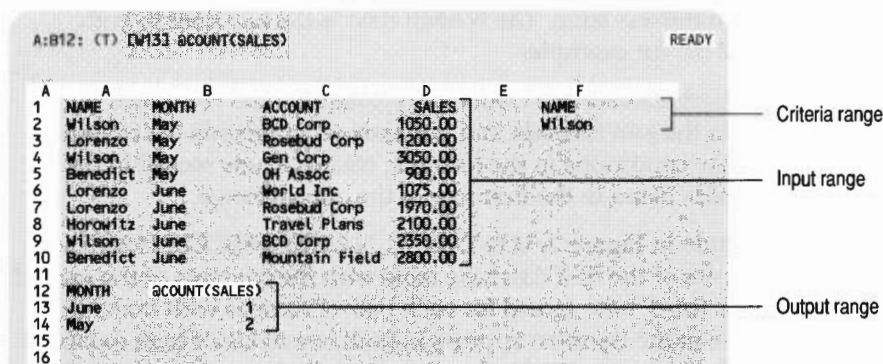 A:B12: (T) [W13] @COUNT(SALES) READY
A A B C D E F
1 NAME MONTH ACCOUNT SALES NAME
2 Wilson May BCD Corp 1050.00 Wilson
Criteria range
3 Lorenzo May Rosebud Corp 1200.00
4 Wilson May Gen Corp 3050.00
5 Benedict May OH Assoc 900.00
Input range
6 Lorenzo June World Inc 1075.00
7 Lorenzo June Rosebud Corp 1970.00
8 Horowitz June Travel Plans 2100.00
9 Wilson June BCD Corp 2350.00
10 Benedict June Mountain Field 2800.00
11
12 MONTH @COUNT(SALES)
13 June 1
Output range
14 May 2
15
16